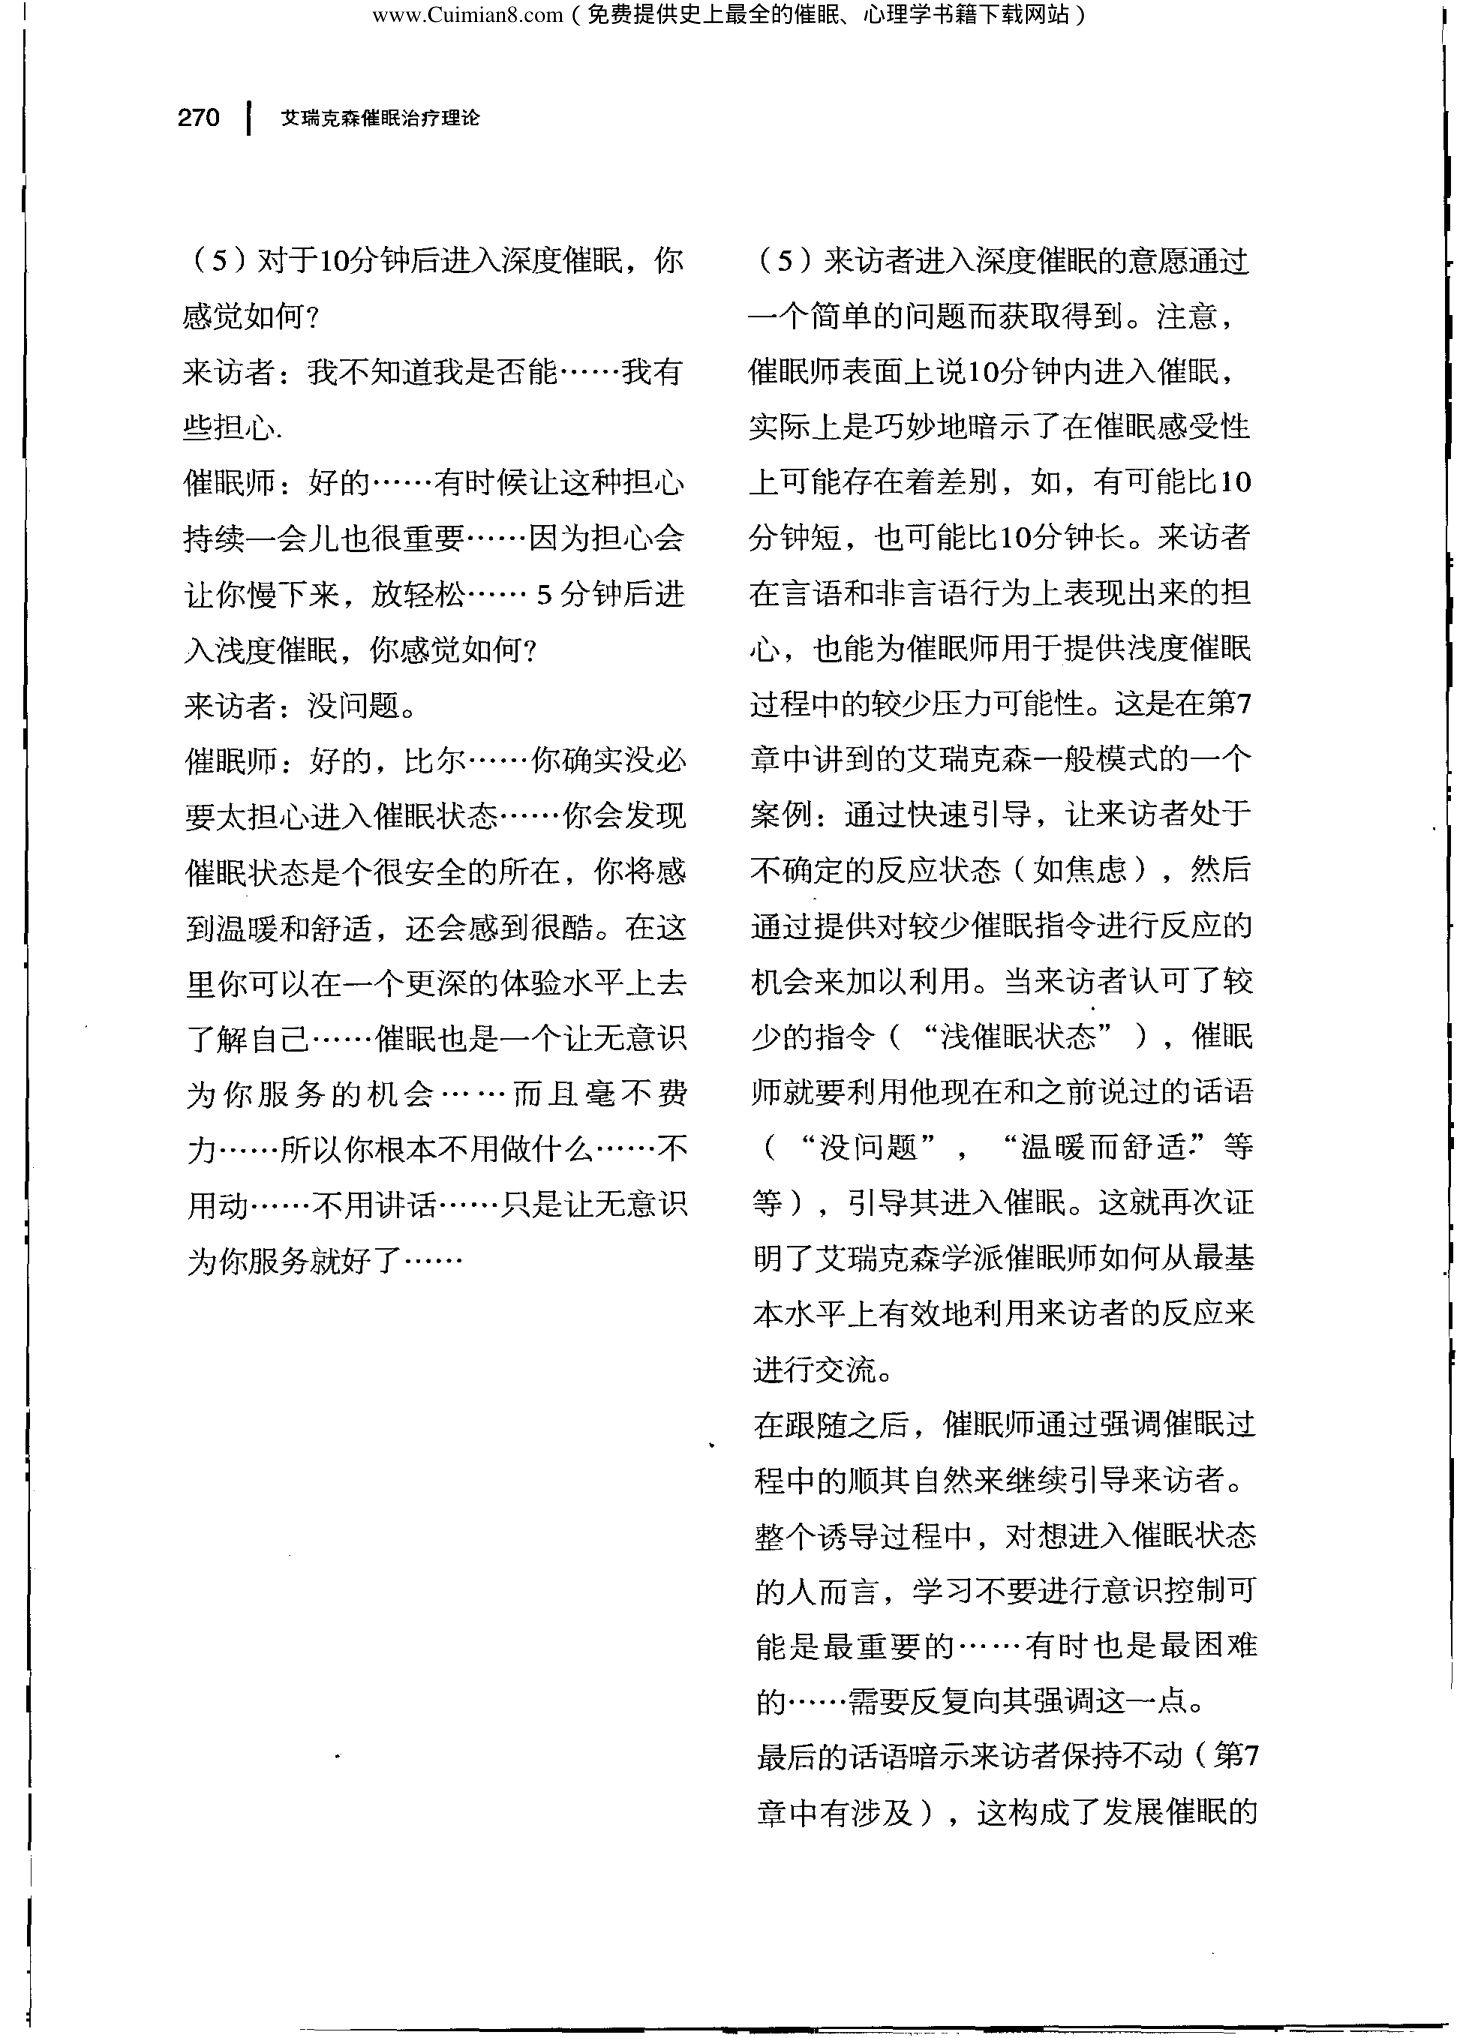 www.Cuimian8.com（免费提供史上最全的催眠、心理学书籍下载网站）
270 艾瑞克森催眠治疗理论
（5）对于10分钟后进入深度催眠，你
感觉如何？
来访者：我不知道我是否能……我有
些担心.
催眠师：好的……有时候让这种担心
持续一会儿也很重要……因为担心会
让你慢下来，放轻松……5分钟后进
入浅度催眠，你感觉如何？
来访者：没问题。
催眠师：好的，比尔……你确实没必
要太担心进入催眠状态……你会发现
催眠状态是个很安全的所在，你将感
到温暖和舒适，还会感到很酷。在这
里你可以在一个更深的体验水平上去
了解自己……催眠也是一个让无意识
为你服务的机会……而且毫不费
力……所以你根本不用做什么……不
用动……不用讲话……只是让无意识
为你服务就好了……
（5）来访者进入深度催眠的意愿通过
一个简单的问题而获取得到。注意，
催眠师表面上说10分钟内进入催眠，
实际上是巧妙地暗示了在催眠感受性
上可能存在着差别，如，有可能比10
分钟短，也可能比10分钟长。来访者
在言语和非言语行为上表现出来的担
心，也能为催眠师用于提供浅度催眠
过程中的较少压力可能性。这是在第7
章中讲到的艾瑞克森一般模式的一个
案例：通过快速引导，让来访者处于
不确定的反应状态（如焦虑），然后
通过提供对较少催眠指令进行反应的
机会来加以利用。当来访者认可了较
少的指令（“浅催眠状态”），催眠
师就要利用他现在和之前说过的话语
（“没问题”，“温暖而舒适”等
等），引导其进入催眠。这就再次证
明了艾瑞克森学派催眠师如何从最基
本水平上有效地利用来访者的反应来
进行交流。
在跟随之后，催眠师通过强调催眠过
程中的顺其自然来继续引导来访者。
整个诱导过程中，对想进入催眠状态
的人而言，学习不要进行意识控制可
能是最重要的……有时也是最困难
的……需要反复向其强调这一点。
最后的话语暗示来访者保持不动（第7
章中有涉及），这构成了发展催眠的